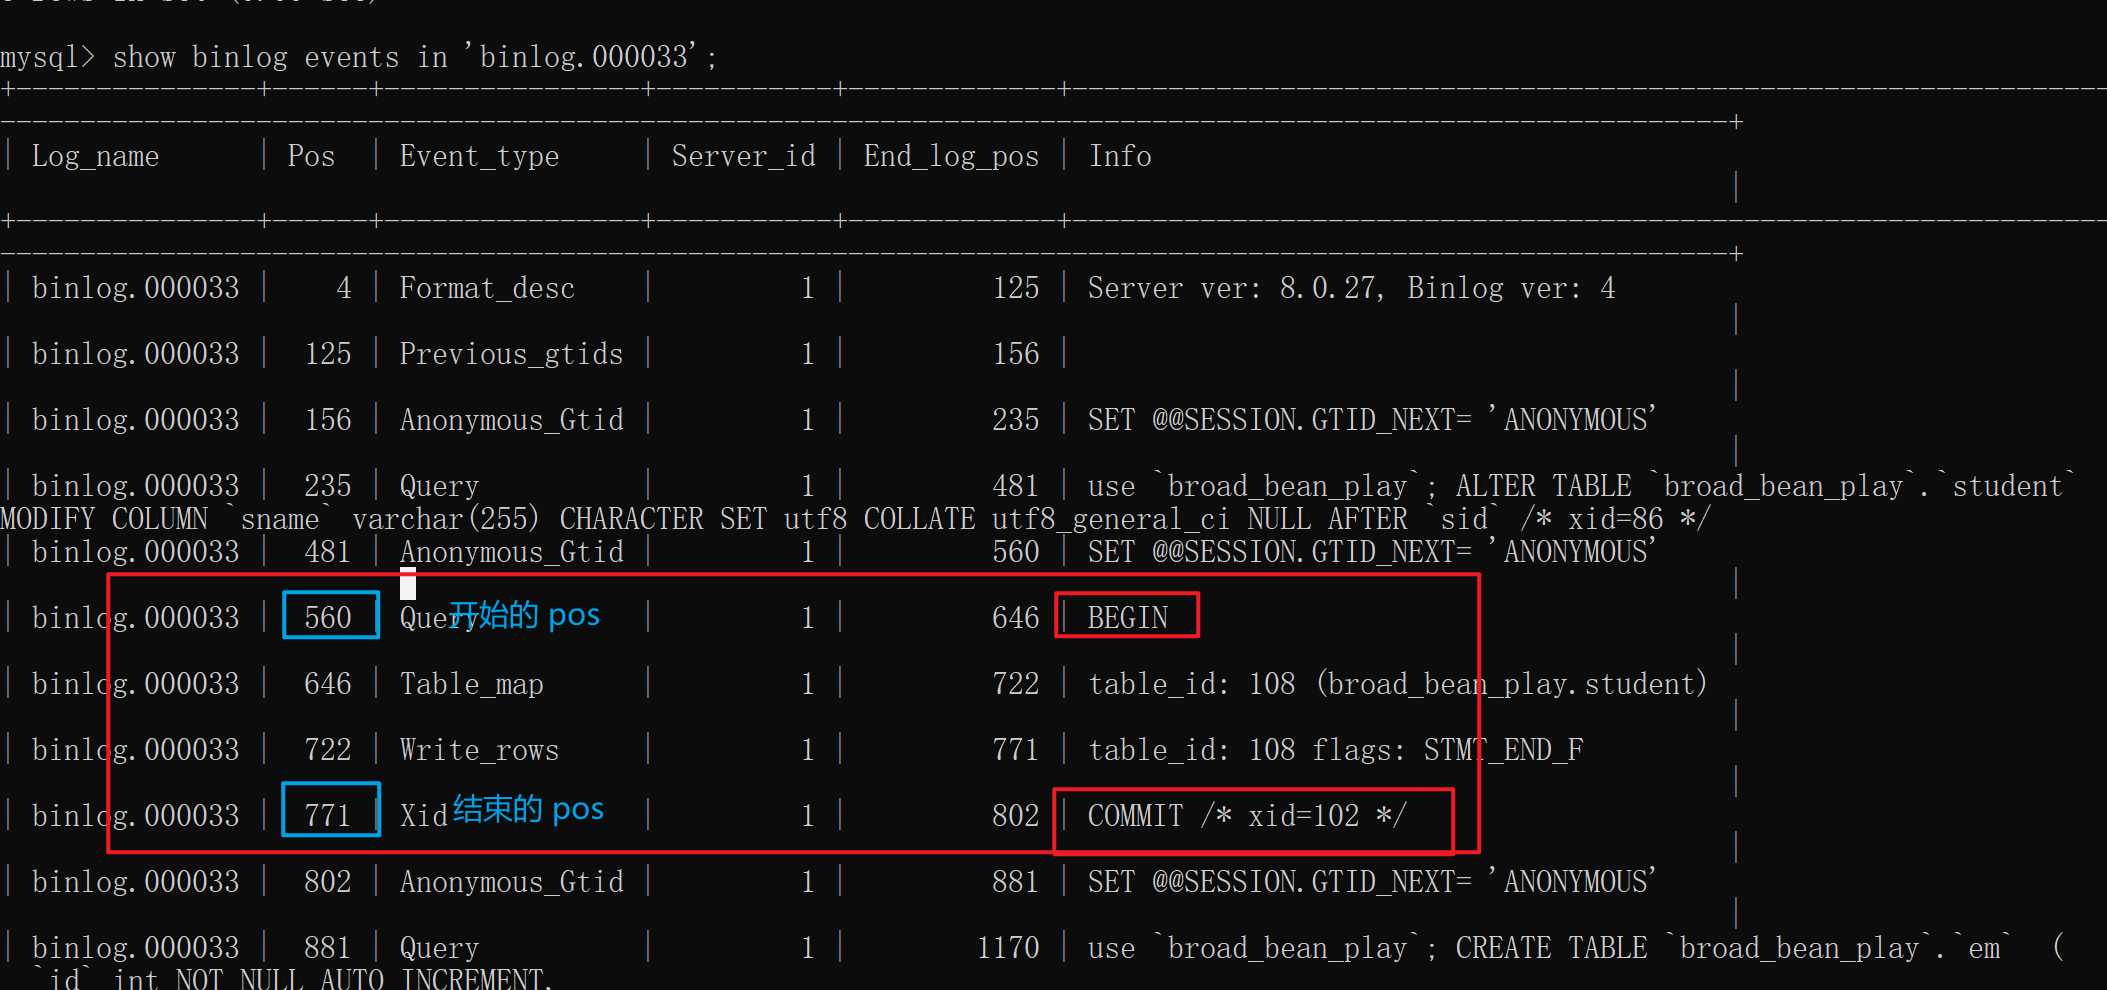 mysql> show binlog events in 'binlog.000033';
+---------------+------+----------------+-----------+-------------+---------------------------------------------------------------------------
| Log_name | Pos | Event_type | Server_id | End_log_pos | Info
|
| binlog.000033 | 4 | Format_desc | 1 | 125 | Server ver: 8.0.27, Binlog ver: 4
|
| binlog.000033 | 125 | Previous_gtids | 1 | 156 |
|
| binlog.000033 | 156 | Anonymous_Gtid | 1 | 235 | SET @@SESSION.GTID_NEXT= 'ANONYMOUS'
|
| binlog.000033 | 235 | Query | 1 | 481 | use `broad_bean_play`; ALTER TABLE `broad_bean_play`.`student`
MODIFY COLUMN `sname` varchar(255) CHARACTER SET utf8 COLLATE utf8_general_ci NULL AFTER `sid` /* xid=86 */
| binlog.000033 | 481 | Anonymous_Gtid | 1 | 560 | SET @@SESSION.GTID_NEXT= 'ANONYMOUS'
|
| binlog.000033 | 560 | Query 开始的 pos | 1 | 646 | BEGIN
|
| binlog.000033 | 646 | Table_map | 1 | 722 | table_id: 108 (broad_bean_play.student)
|
| binlog.000033 | 722 | Write_rows | 1 | 771 | table_id: 108 flags: STMT_END_F
|
| binlog.000033 | 771 | Xid 结束的 pos | 1 | 802 | COMMIT /* xid=102 */
|
| binlog.000033 | 802 | Anonymous_Gtid | 1 | 881 | SET @@SESSION.GTID_NEXT= 'ANONYMOUS'
|
| binlog.000033 | 881 | Query | 1 | 1170 | use `broad_bean_play`; CREATE TABLE `broad_bean_play`.`em` (
`id` int NOT NULL AUTO_INCREMENT,